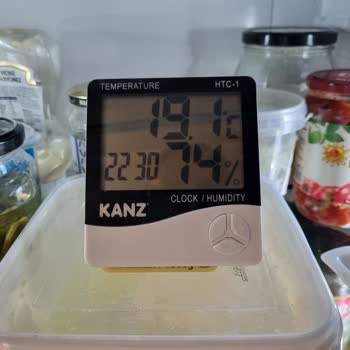 TEMPERATURE HTC-1
19.1°C
22 30 74%
CLOCK / HUMIDITY
KANZ